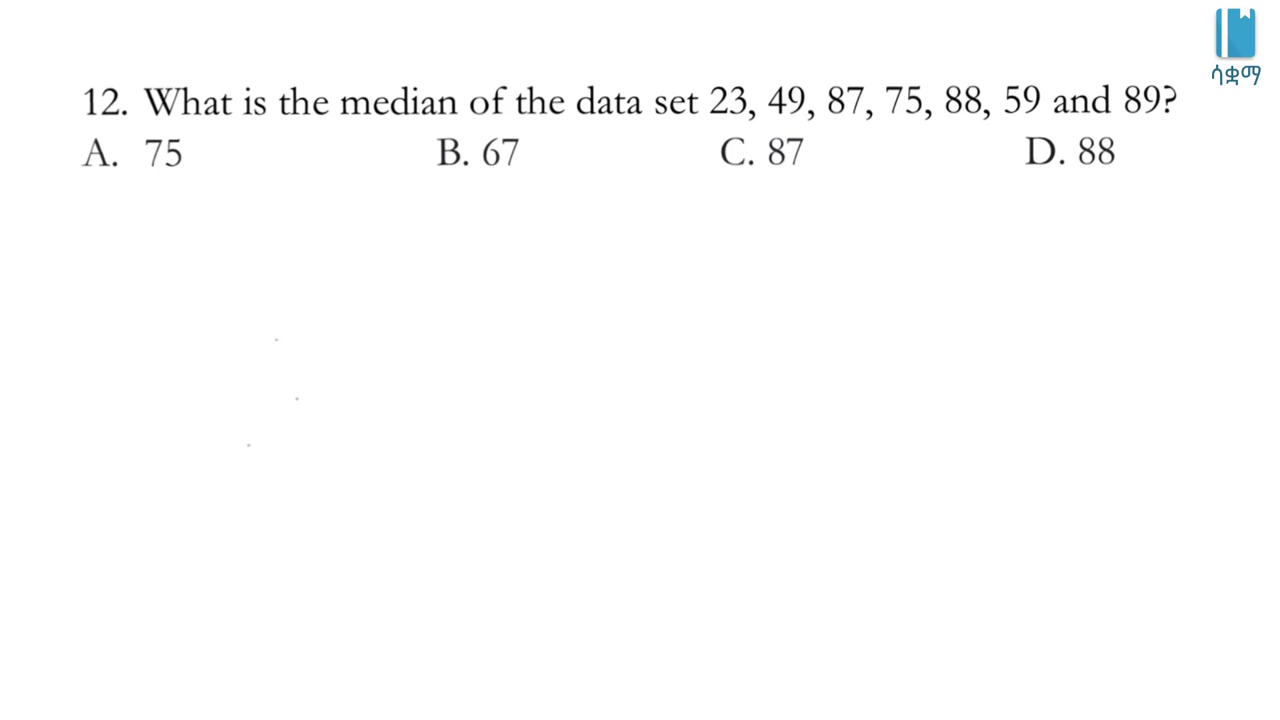 ሳቋማ
12. What is the median of the data set 23, 49, 87, 75, 88, 59 and 89?
A. 75 B. 67 C. 87 D. 88